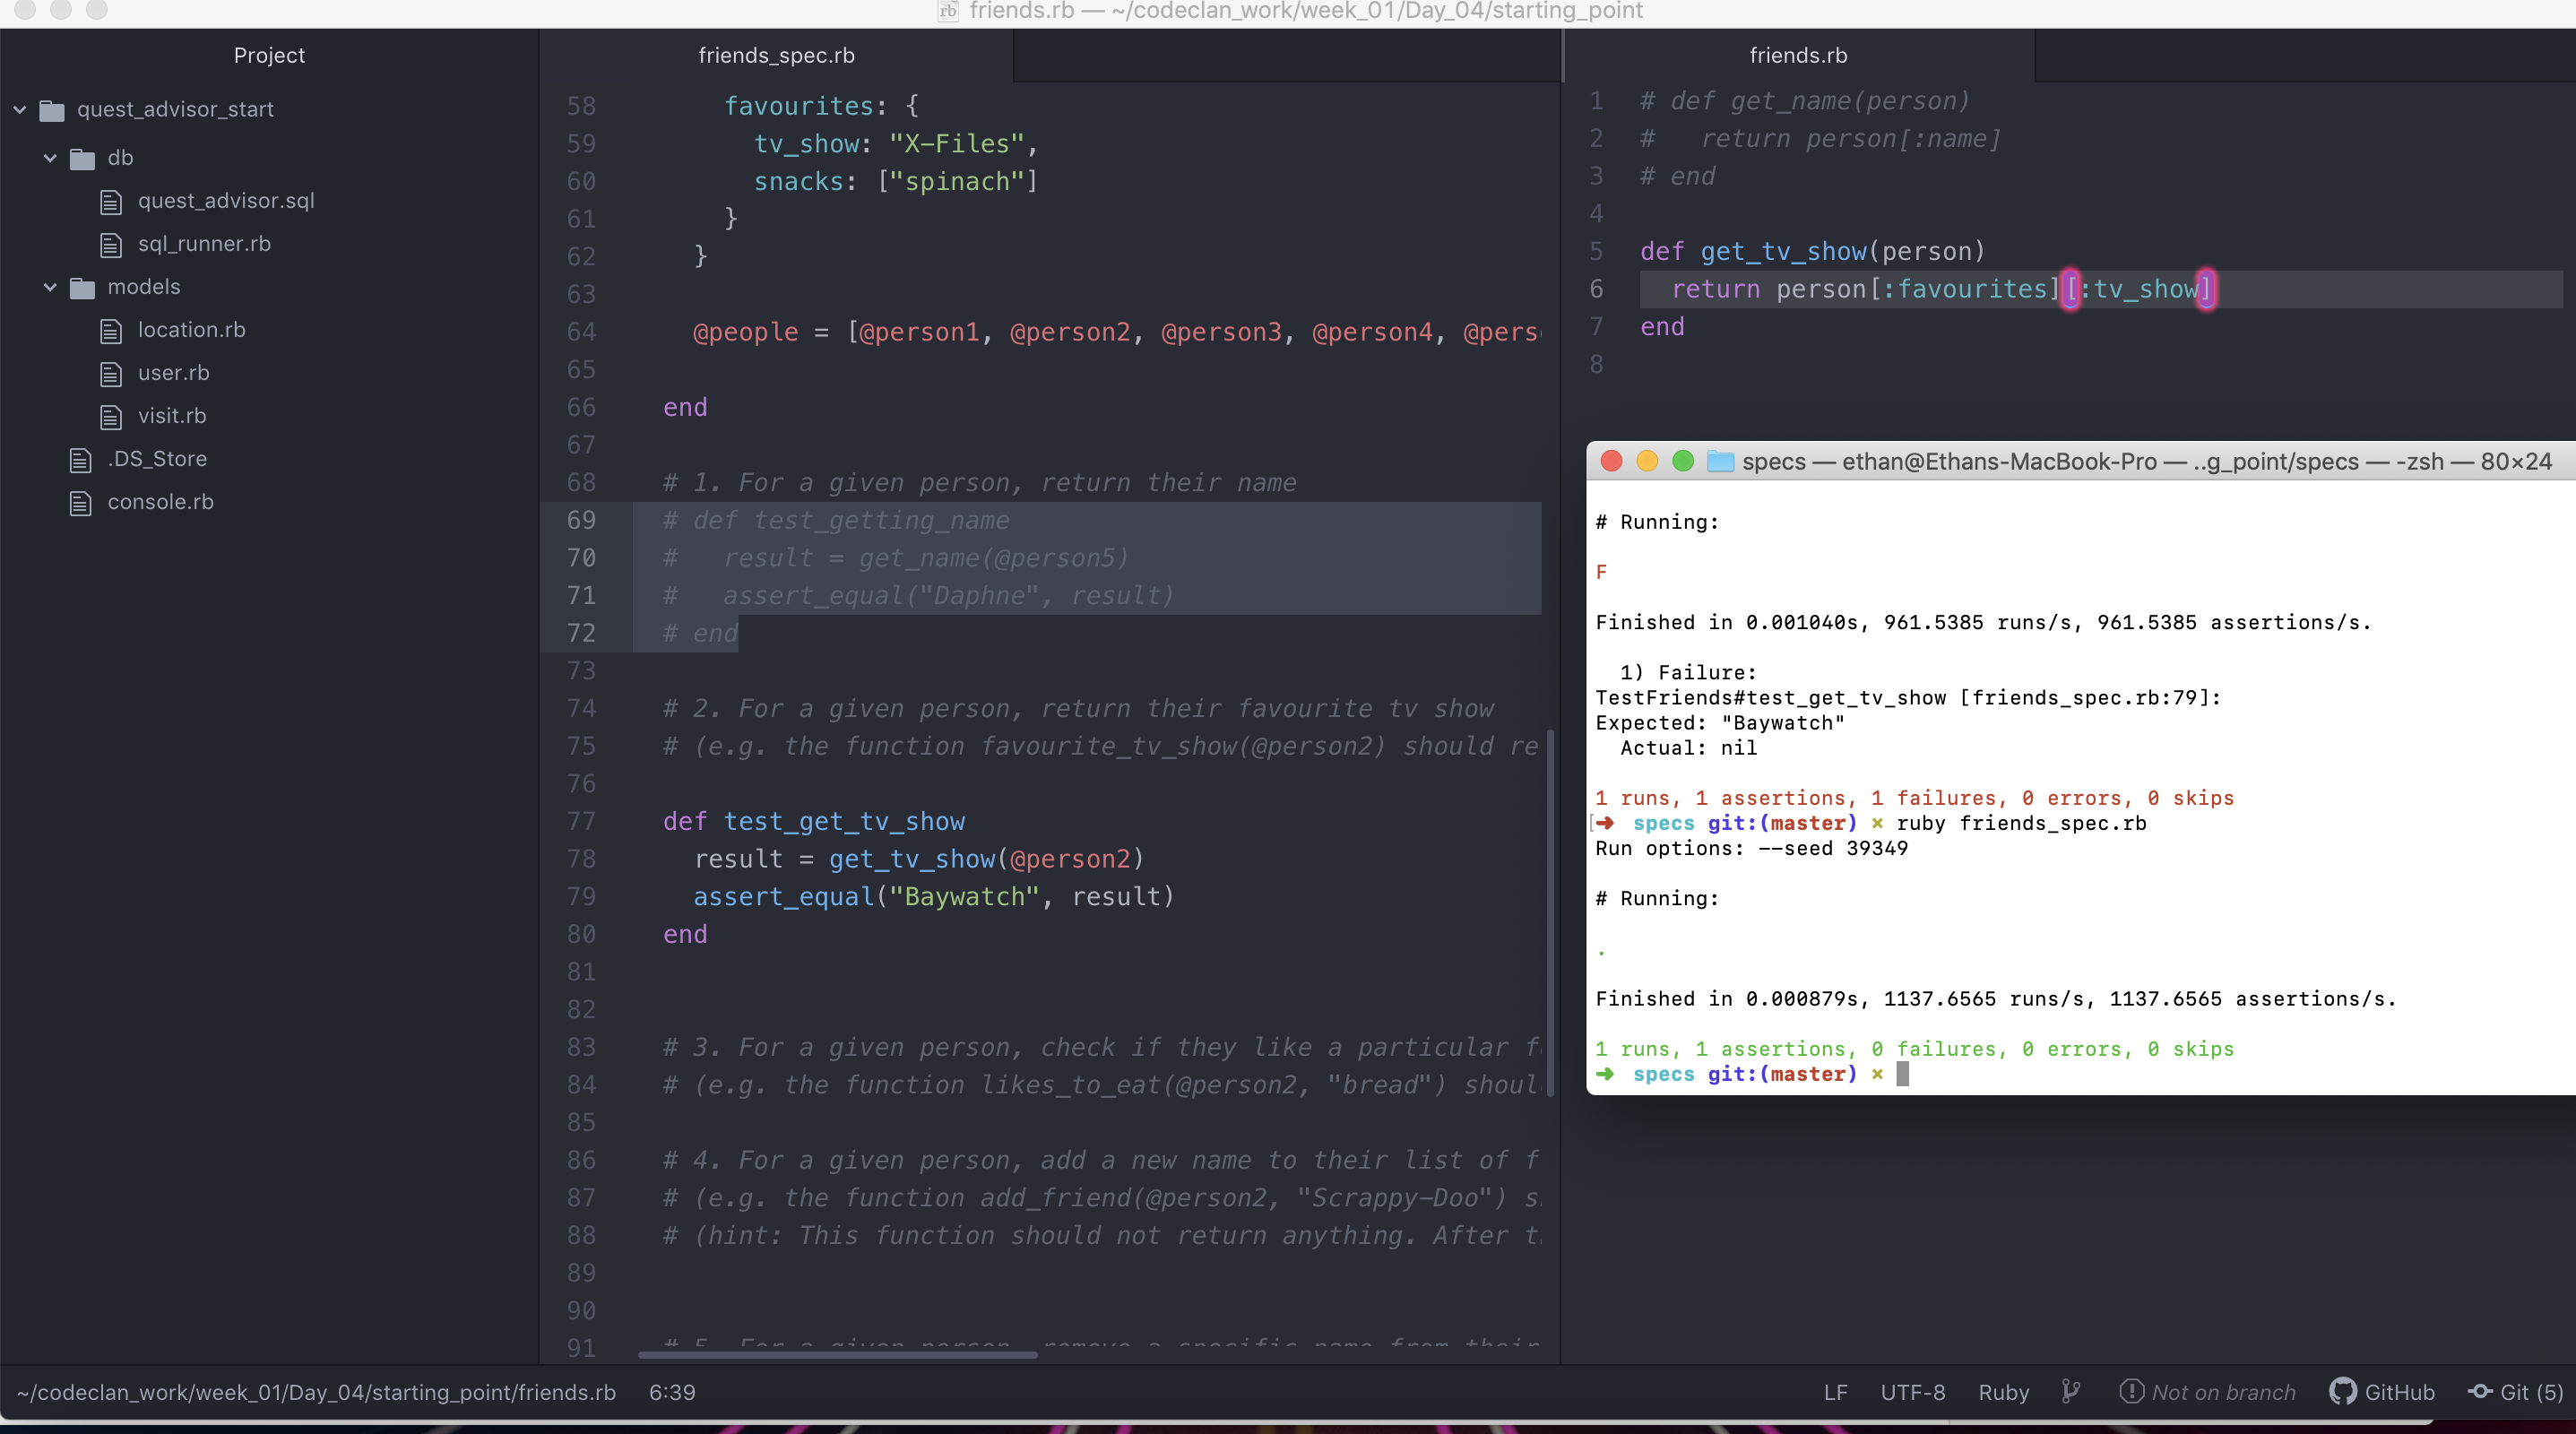 friends.rb — ~/codeclan_work/week_01/Day_04/starting_point
Project
quest_advisor_start
db
quest_advisor.sql
sql_runner.rb
models
location.rb
user.rb
visit.rb
.DS_Store
console.rb
friends_spec.rb
58 favourites: {
59 tv_show: "X-Files",
60 snacks: ["spinach"]
61 }
62 }
63
64 @people = [@person1, @person2, @person3, @person4, @pers
65
66 end
67
68 # 1. For a given person, return their name
69 # def test_getting_name
70 #   result = get_name(@person5)
71 #   assert_equal("Daphne", result)
72 # end
73
74 # 2. For a given person, return their favourite tv show
75 # (e.g. the function favourite_tv_show(@person2) should re
76
77 def test_get_tv_show
78 result = get_tv_show(@person2)
79 assert_equal("Baywatch", result)
80 end
81
82
83 # 3. For a given person, check if they like a particular f
84 # (e.g. the function likes_to_eat(@person2, "bread") shoul
85
86 # 4. For a given person, add a new name to their list of f
87 # (e.g. the function add_friend(@person2, "Scrappy-Doo") s
88 # (hint: This function should not return anything. After t
89
90
91 # 5. For a given person, remove a specific name from their
friends.rb
1 # def get_name(person)
2 #   return person[:name]
3 # end
4
5 def get_tv_show(person)
6 return person[:favourites][:tv_show]
7 end
8
specs — ethan@Ethans-MacBook-Pro — ..g_point/specs — -zsh — 80×24
# Running:
F
Finished in 0.001040s, 961.5385 runs/s, 961.5385 assertions/s.
1) Failure:
TestFriends#test_get_tv_show [friends_spec.rb:79]:
Expected: "Baywatch"
Actual: nil
1 runs, 1 assertions, 1 failures, 0 errors, 0 skips
[➜ specs git:(master) × ruby friends_spec.rb
Run options: --seed 39349
# Running:
.
Finished in 0.000879s, 1137.6565 runs/s, 1137.6565 assertions/s.
1 runs, 1 assertions, 0 failures, 0 errors, 0 skips
➜ specs git:(master) ×
~/codeclan_work/week_01/Day_04/starting_point/friends.rb 6:39
LF UTF-8 Ruby Not on branch GitHub Git (5)